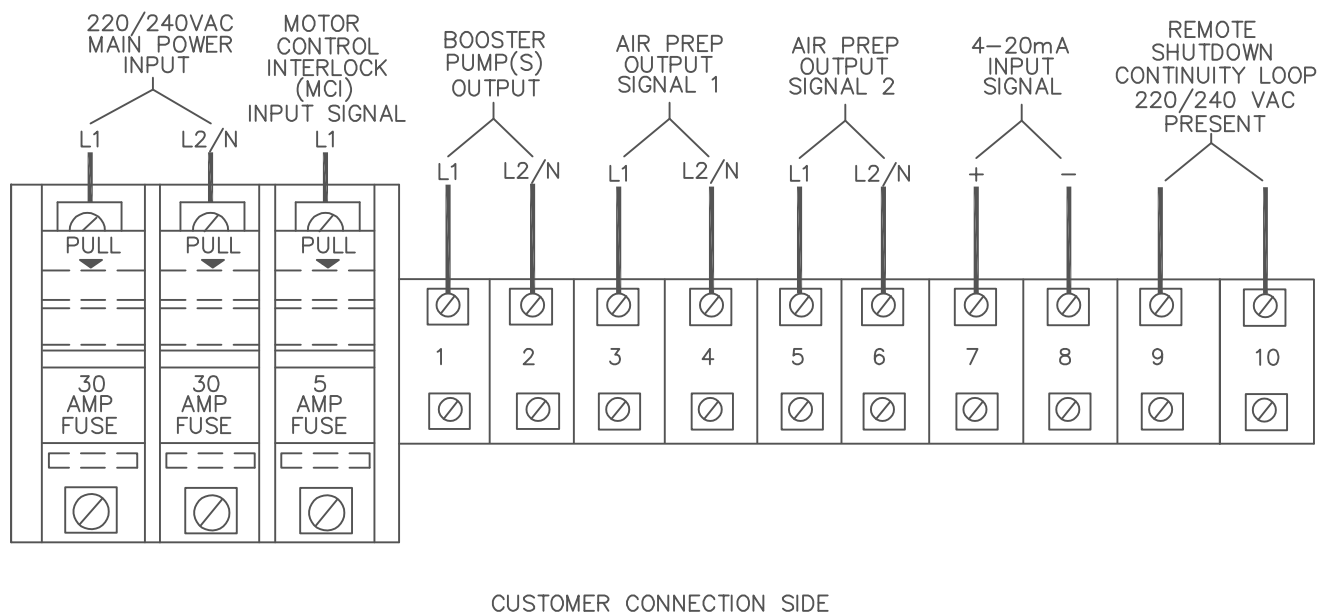 220/240VAC
MAIN POWER
INPUT
L1
L2/N
MOTOR
CONTROL
INTERLOCK
(MCI)
INPUT SIGNAL
L1
BOOSTER
PUMP(S)
OUTPUT
L1
L2/N
AIR PREP
OUTPUT
SIGNAL 1
L1
L2/N
AIR PREP
OUTPUT
SIGNAL 2
L1
L2/N
4-20mA
INPUT
SIGNAL
+
-
REMOTE
SHUTDOWN
CONTINUITY LOOP
220/240 VAC
PRESENT
PULL
PULL
PULL
30
AMP
FUSE
30
AMP
FUSE
5
AMP
FUSE
1
2
3
4
5
6
7
8
9
10
CUSTOMER CONNECTION SIDE